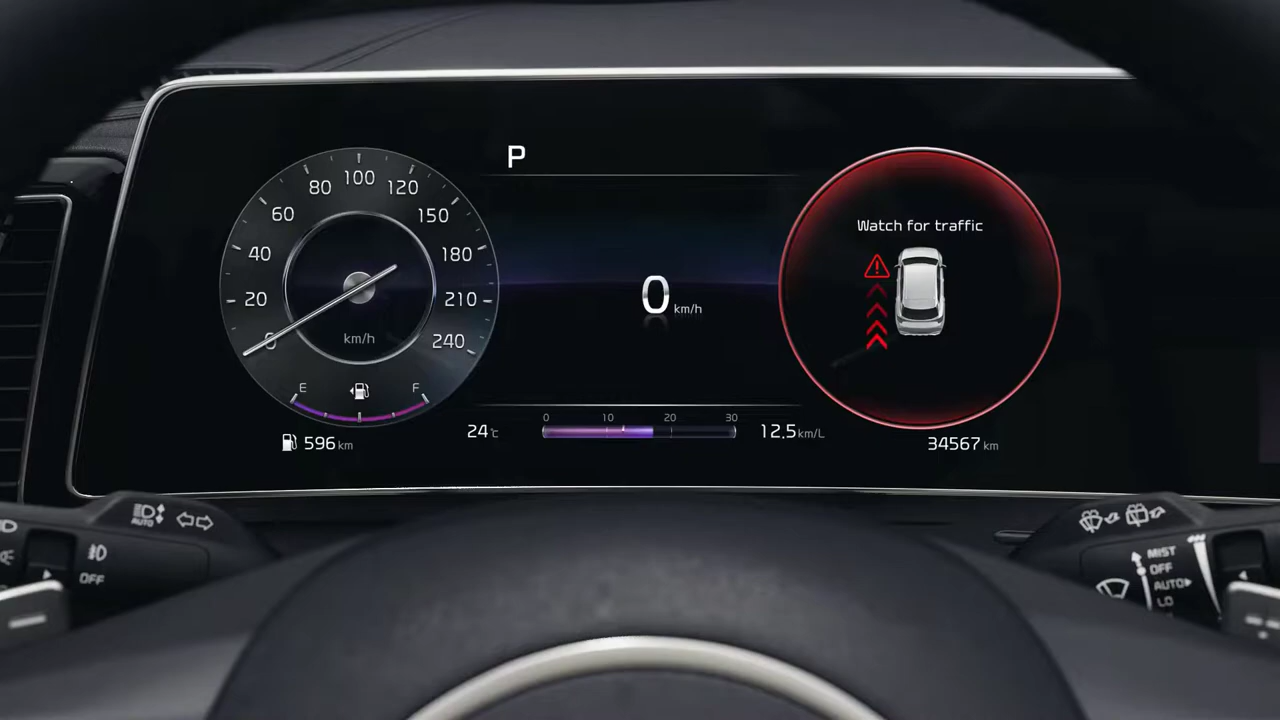 P
80 100 120
60 150
40 180
20 210
0 240
km/h
E F
596 km
24°C
0 10 20 30
0 km/h
12.5 km/L
Watch for traffic
34567 km
AUTO
OFF
MIST
OFF
AUTO
LO